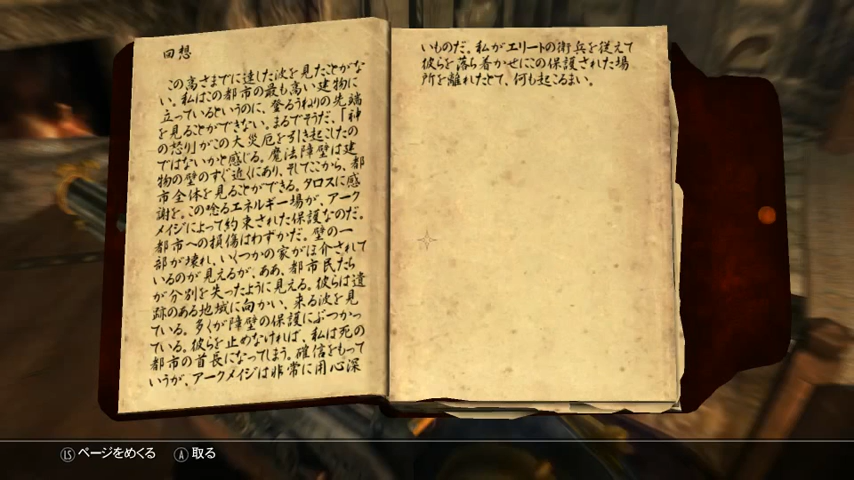 回想
この高さまでに達した波を見たことがな
い。私はこの都市の最も高い建物に
立っているというのに、登るうねりの先端
を見ることができない。まるでそうだ、「神
の怒り」がこの大災厄を引き起こしたの
ではないかと感じる。魔法障壁は建
物の壁のすぐ近くにあり、そしてここから、都
市全体を見ることができる。タロスに感
謝を。この唸るエネルギー場が、アーク
メイジによって約束された保護なのだ。
都市への損傷はわずかだ。壁の一
部が壊れ、いくつかの家がほ介されて
いるのが見えるが、ああ、都市民たち
が分別を失ったように見える。彼らは遺
跡のある地域に向かい、来る波を見
ている。多くが障壁の保護にぶつかっ
ている。彼らを止めなければ、私は死の
都市の首長になってしまう。確信をもって
いうが、アークメイジは非常に用心深
いものだ。私がエリートの衛兵を従えて
彼らを落ち着かせにこの保護された場
所を離れたとて、何も起こるまい。
LS ページをめくる A 取る